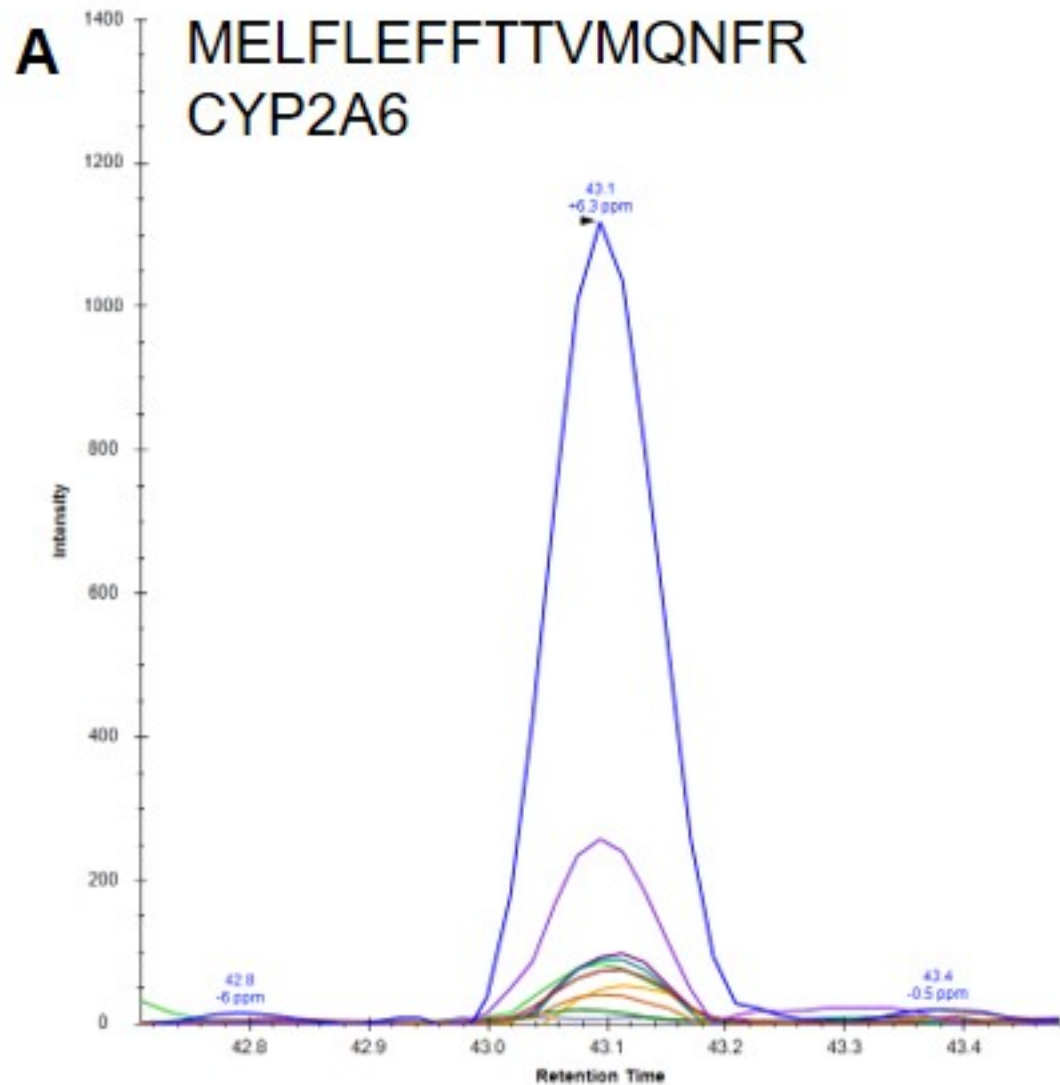 A
MELFLEFFTTVMQNFR
CYP2A6
1400
1200
1000
800
600
400
200
0
Intensity
43.1
+6.3 ppm
42.8
-6 ppm
43.4
-0.5 ppm
42.8 42.9 43.0 43.1 43.2 43.3 43.4
Retention Time